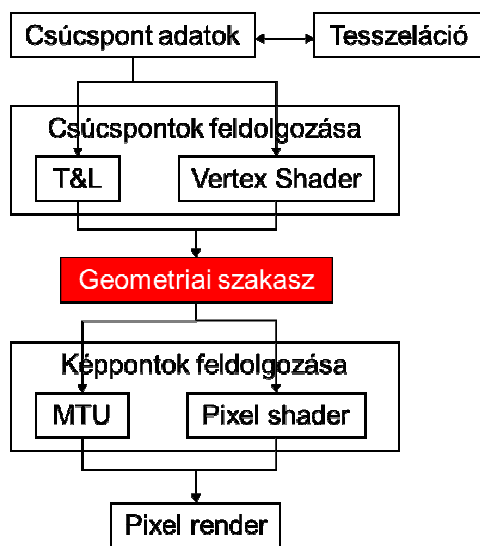 Csúcspont adatok
Tesszeláció
Csúcspontok feldolgozása
T&L
Vertex Shader
Geometriai szakasz
Képpontok feldolgozása
MTU
Pixel shader
Pixel render